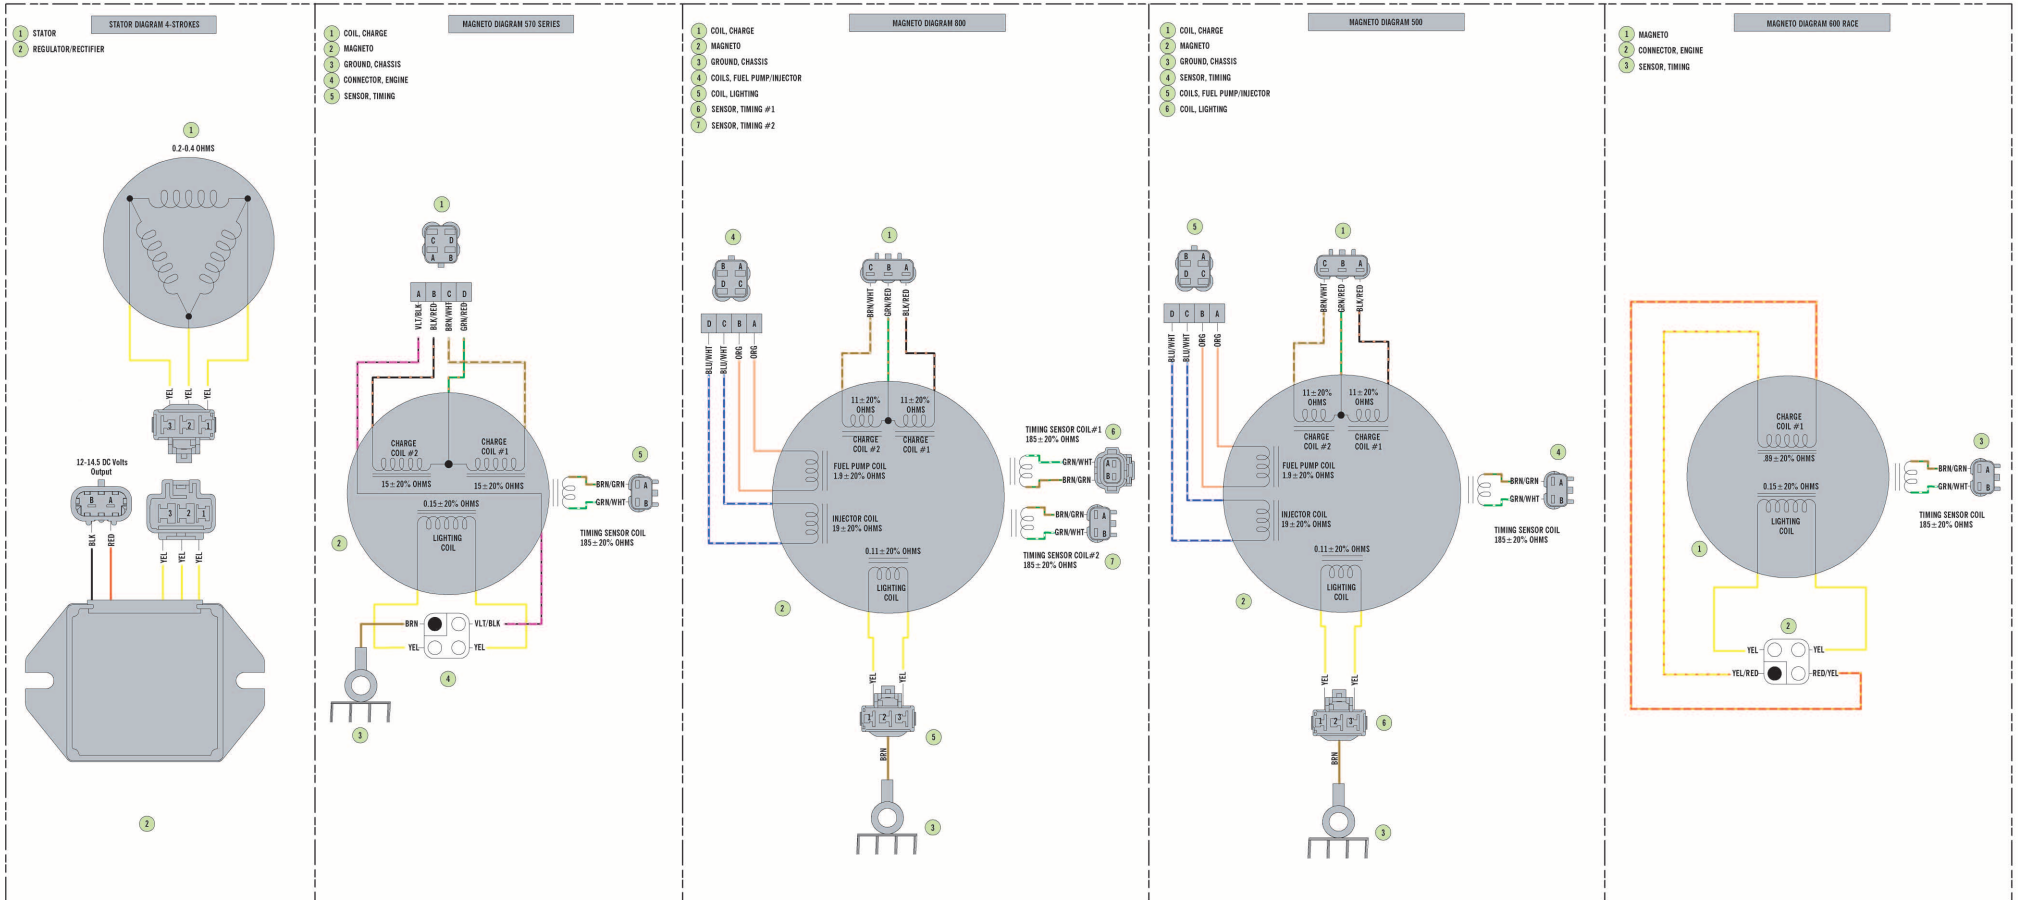 STATOR DIAGRAM 4-STROKES
1 STATOR
2 REGULATOR/RECTIFIER
1
0.2-0.4 OHMS
YEL YEL YEL
3 2 1
12-14.5 DC Volts
Output
B A
3 2 1
BLK RED YEL YEL YEL
2
MAGNETO DIAGRAM 570 SERIES
1 COIL, CHARGE
2 MAGNETO
3 GROUND, CHASSIS
4 CONNECTOR, ENGINE
5 SENSOR, TIMING
1
C D
A B
A B C D
VLT/BLK BLK/RED BRN/WHT GRN/RED
CHARGE
COIL #2
CHARGE
COIL #1
15±20% OHMS 15±20% OHMS
0.15±20% OHMS
LIGHTING
COIL
5
BRN/GRN A
GRN/WHT B
TIMING SENSOR COIL
185±20% OHMS
2
BRN VLT/BLK
YEL YEL
4
3
MAGNETO DIAGRAM 800
1 COIL, CHARGE
2 MAGNETO
3 GROUND, CHASSIS
4 COILS, FUEL PUMP/INJECTOR
5 COIL, LIGHTING
6 SENSOR, TIMING #1
7 SENSOR, TIMING #2
4 1
B A
D C
C B A
D C B A
BLU/WHT BLU/WHT ORG ORG
BRN/WHT GRN/RED BLK/RED
11±20%
OHMS
11±20%
OHMS
CHARGE
COIL #2
CHARGE
COIL #1
FUEL PUMP COIL
1.9±20% OHMS
INJECTOR COIL
19±20% OHMS
0.11±20% OHMS
LIGHTING
COIL
TIMING SENSOR COIL#1
185±20% OHMS
6
GRN/WHT A
BRN/GRN B
BRN/GRN A
GRN/WHT B
TIMING SENSOR COIL#2
185±20% OHMS
7
2
YEL YEL
1 2 3
5
BRN
3
MAGNETO DIAGRAM 500
1 COIL, CHARGE
2 MAGNETO
3 GROUND, CHASSIS
4 SENSOR, TIMING
5 COILS, FUEL PUMP/INJECTOR
6 COIL, LIGHTING
5 1
B A
D C
C B A
D C B A
BLU/WHT BLU/WHT ORG ORG
BRN/WHT GRN/RED BLK/RED
11±20%
OHMS
11±20%
OHMS
CHARGE
COIL #2
CHARGE
COIL #1
FUEL PUMP COIL
1.9±20% OHMS
INJECTOR COIL
19±20% OHMS
0.11±20% OHMS
LIGHTING
COIL
4
BRN/GRN A
GRN/WHT B
TIMING SENSOR COIL
185±20% OHMS
2
YEL YEL
1 2 3
6
BRN
3
MAGNETO DIAGRAM 600 RACE
1 MAGNETO
2 CONNECTOR, ENGINE
3 SENSOR, TIMING
CHARGE
COIL #1
.89±20% OHMS
0.15±20% OHMS
LIGHTING
COIL
3
BRN/GRN A
GRN/WHT B
TIMING SENSOR COIL
185±20% OHMS
1
2
YEL YEL
YEL/RED RED/YEL